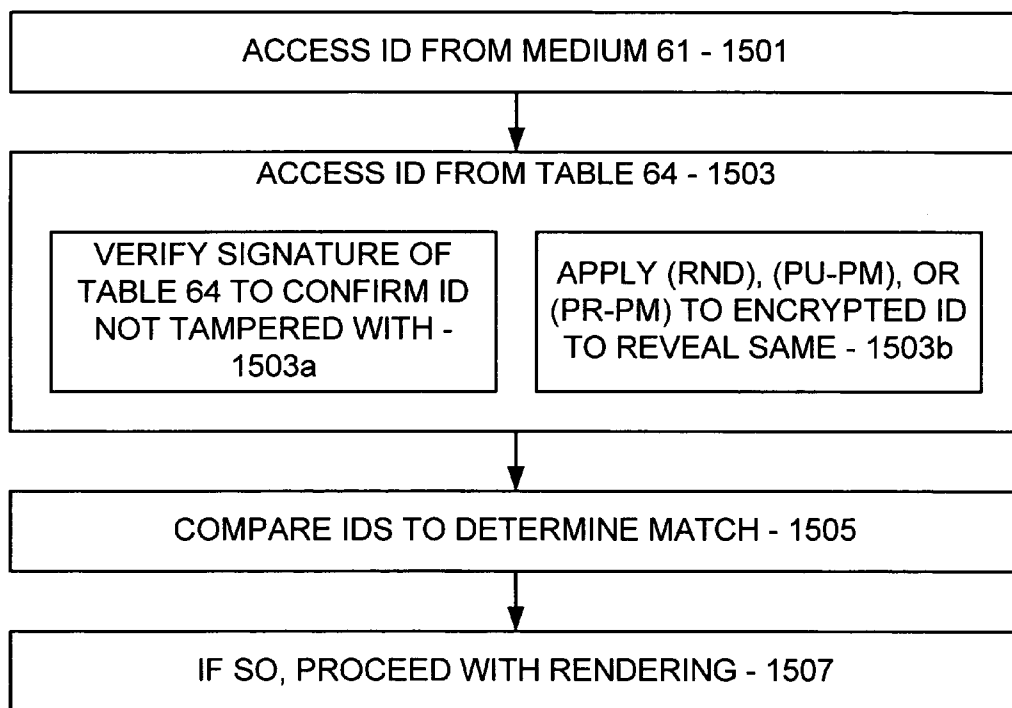 ACCESS ID FROM MEDIUM 61 - 1501
ACCESS ID FROM TABLE 64 - 1503
VERIFY SIGNATURE OF
TABLE 64 TO CONFIRM ID
NOT TAMPERED WITH -
1503a
APPLY (RND), (PU-PM), OR
(PR-PM) TO ENCRYPTED ID
TO REVEAL SAME - 1503b
COMPARE IDS TO DETERMINE MATCH - 1505
IF SO, PROCEED WITH RENDERING - 1507